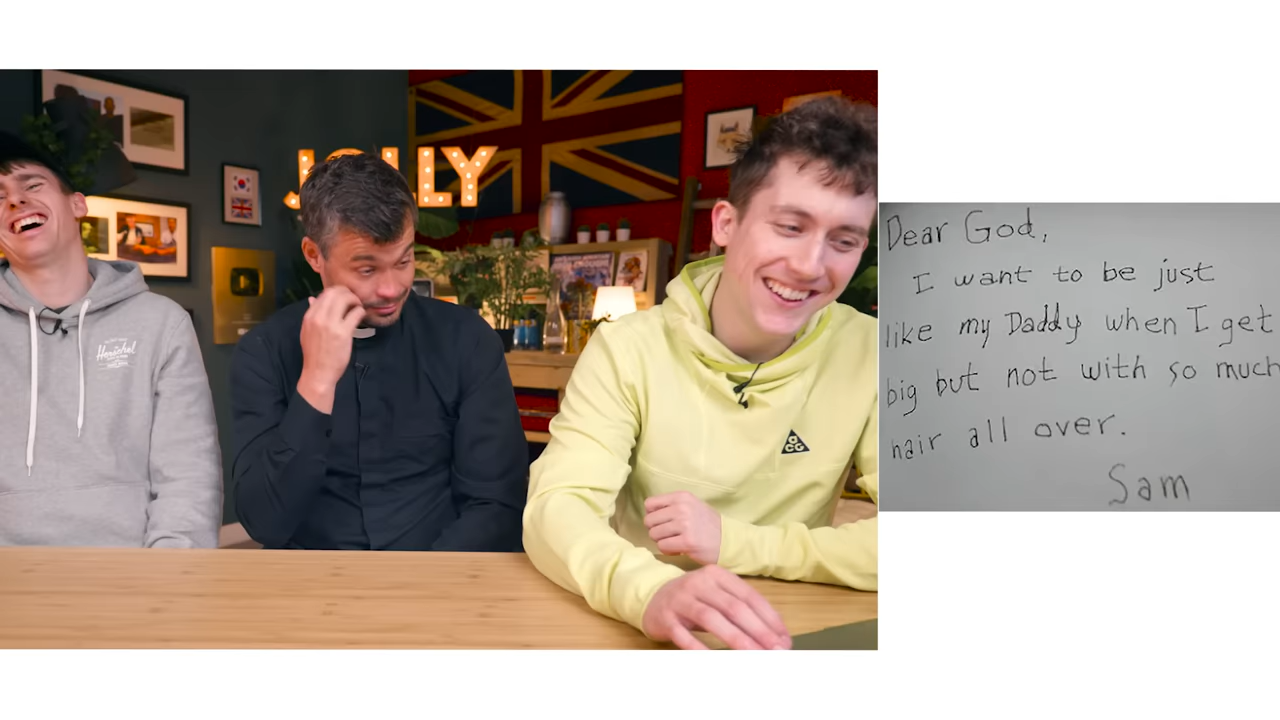 JOLLY
Herschel
ACG
Dear God,
I want to be just
like my Daddy when I get
big but not with so much
hair all over.
Sam